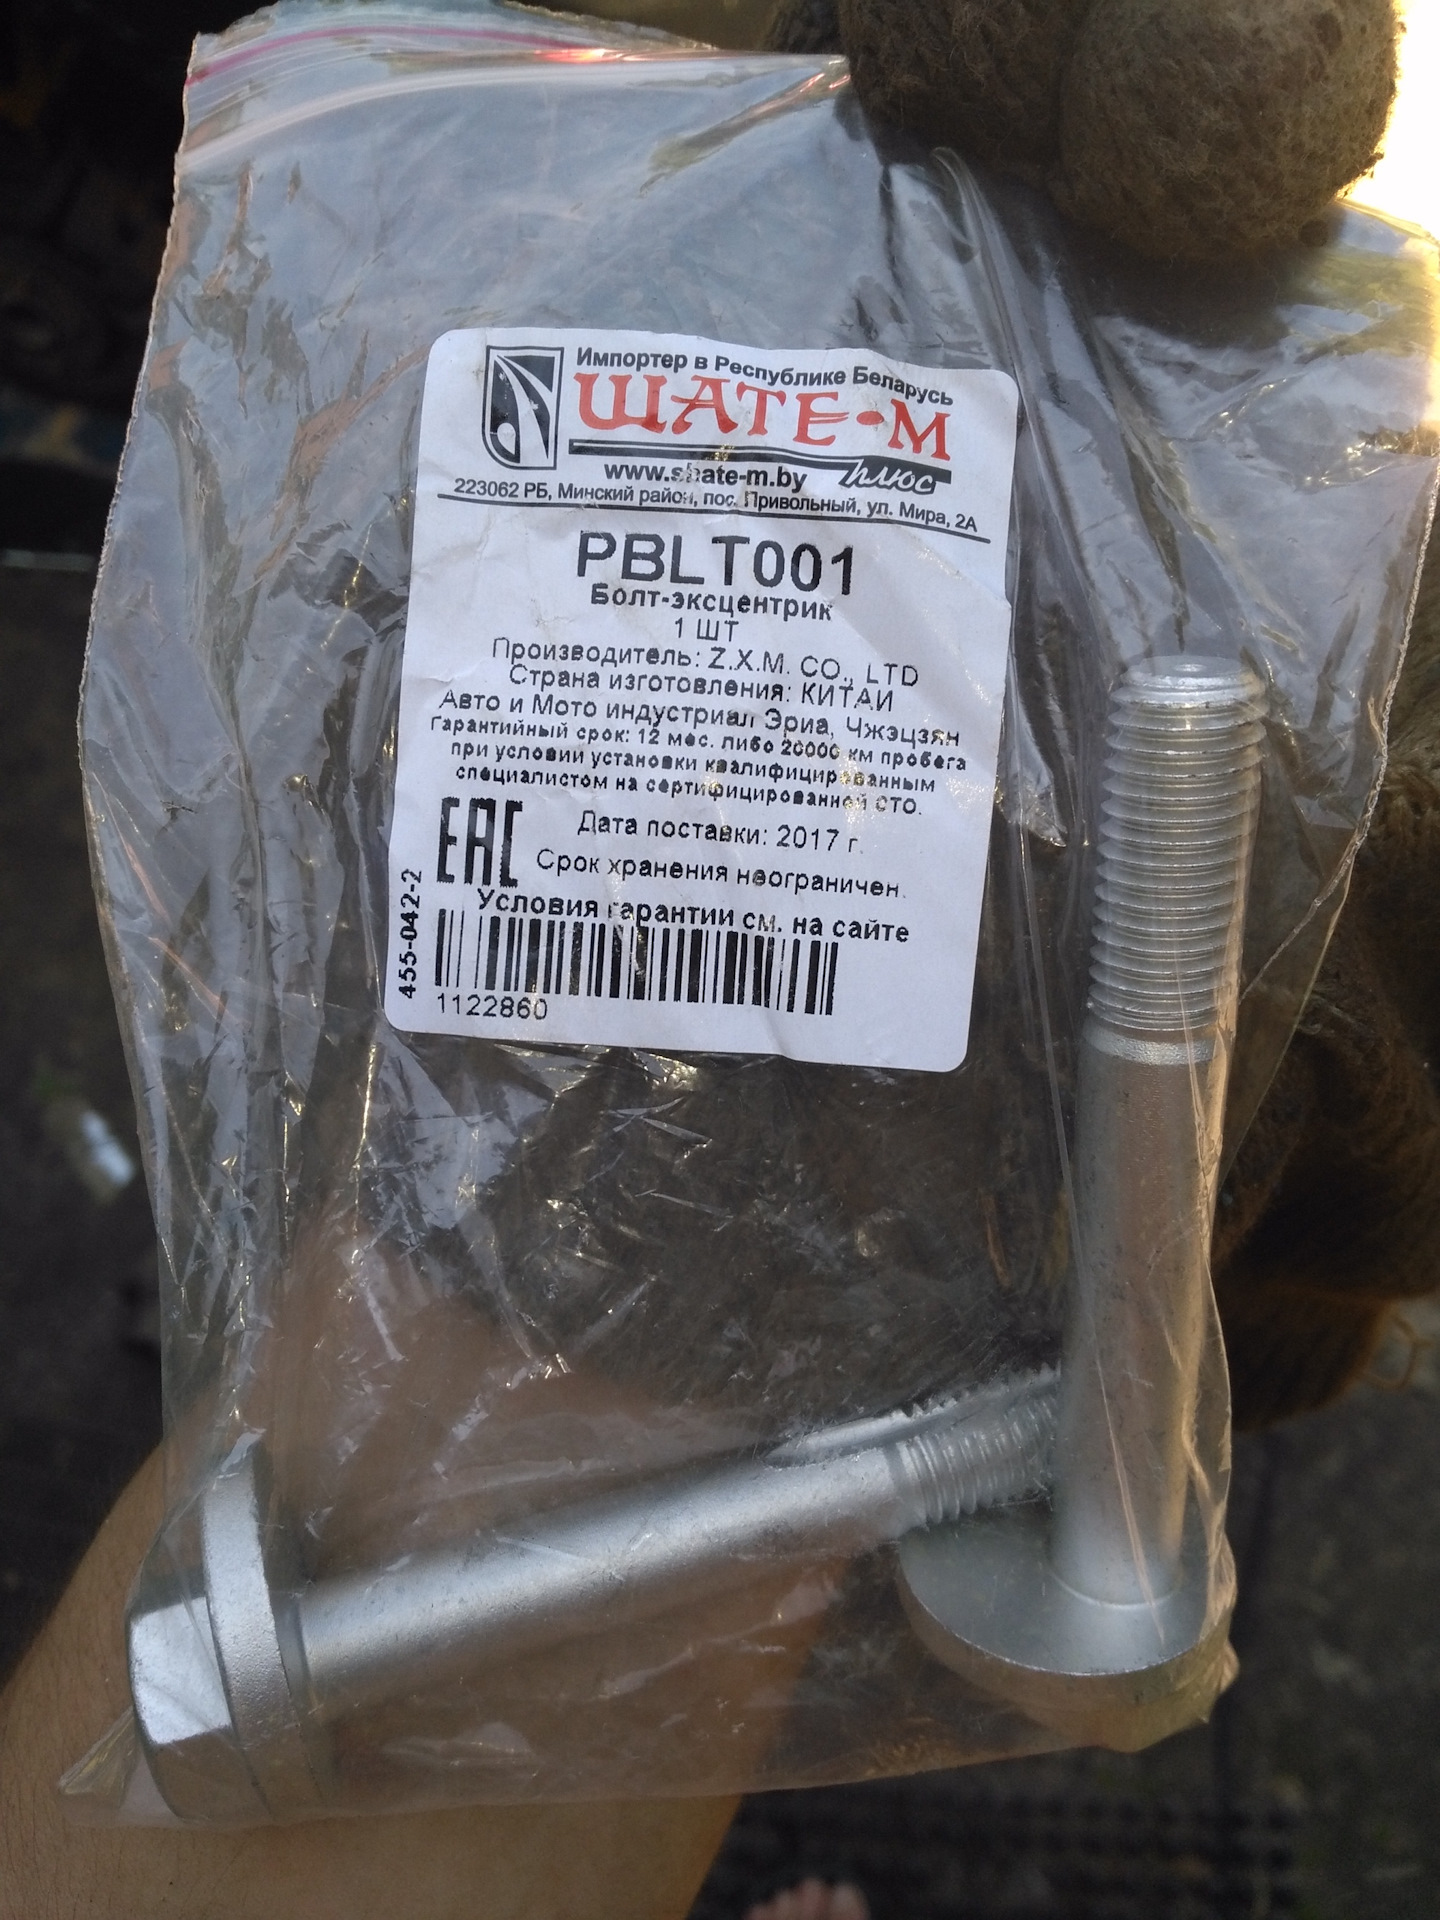 Импортер в Республике Беларусь
ШАТЕ-М
плюс
www.shate-m.by
223062 РБ, Минский район, пос. Привольный, ул. Мира, 2А
PBLT001
Болт-эксцентрик
1 ШТ
Производитель: Z.X.M. CO., LTD
Страна изготовления: КИТАЙ
Авто и Мото индустриал Эриа, Чжэцзян
Гарантийный срок: 12 мес. либо 20000 км пробега
при условии установки квалифицированным
специалистом на сертифицированной СТО.
EAC
Дата поставки: 2017 г.
Срок хранения неограничен.
Условия гарантии см. на сайте
455-042-2
1122860